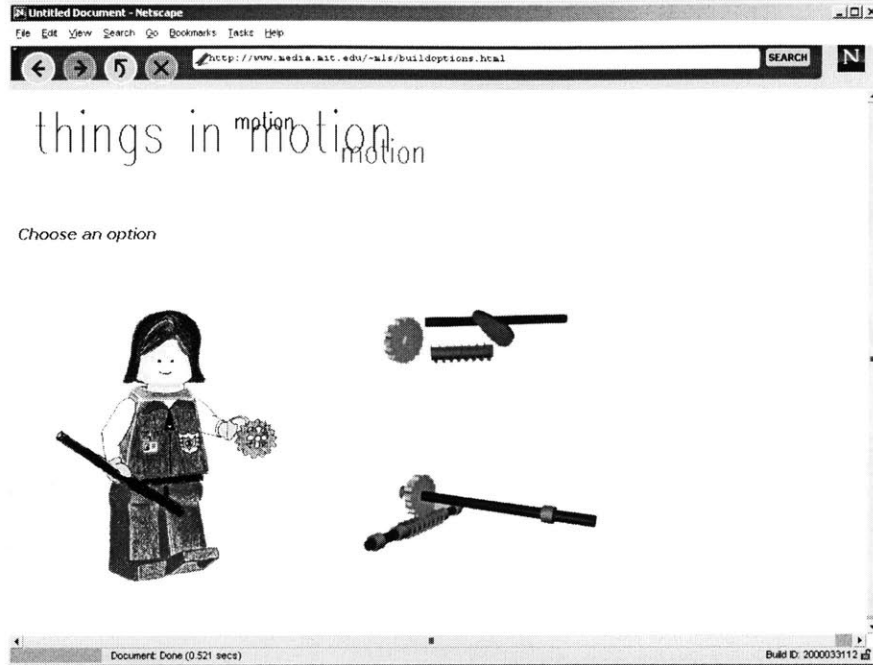 Untitled Document - Netscape
File Edit View Search Go Bookmarks Tasks Help
http://www.media.mit.edu/~mls/buildoptions.html
SEARCH
N
things in motion
motion
motion
Choose an option
Document: Done (0.521 secs)
Build ID: 2000033112